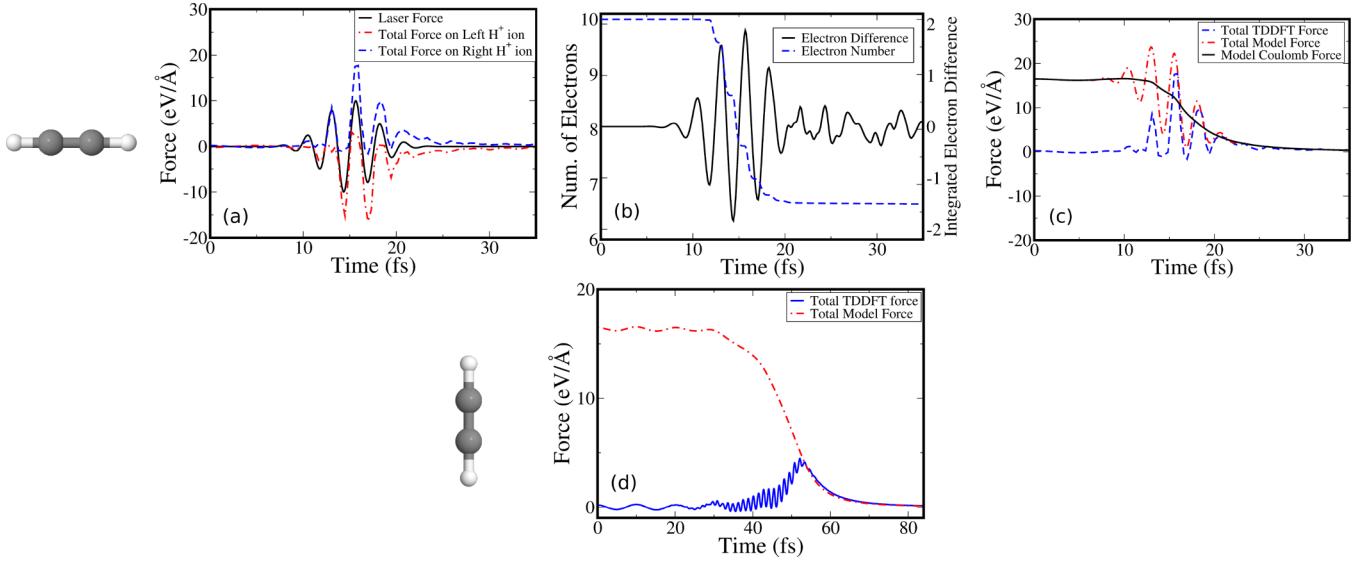 30
20
10
0
-10
-20
Force (eV/Å)
Laser Force
Total Force on Left H+ ion
Total Force on Right H+ ion
(a)
0 10 20 30
Time (fs)
10
9
8
7
6
Num. of Electrons
Electron Difference
Electron Number
(b)
2
1
0
-1
-2
Integrated Electron Difference
0 10 20 30
Time (fs)
30
20
10
0
-10
-20
Force (eV/Å)
Total TDDFT Force
Total Model Force
Model Coulomb Force
(c)
0 10 20 30
Time (fs)
20
10
0
Force (eV/Å)
Total TDDFT force
Total Model Force
(d)
0 20 40 60 80
Time (fs)